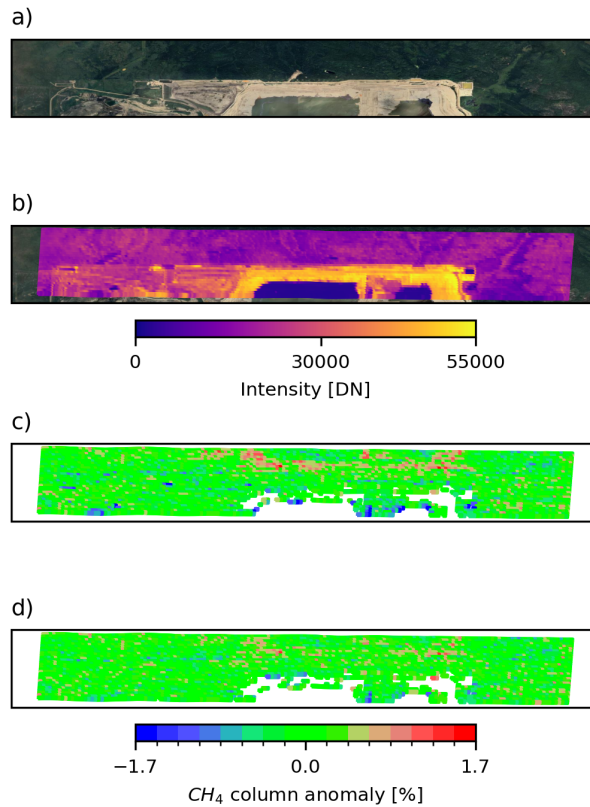 a)
b)
0 30000 55000
Intensity [DN]
c)
d)
−1.7 0.0 1.7
CH₄ column anomaly [%]